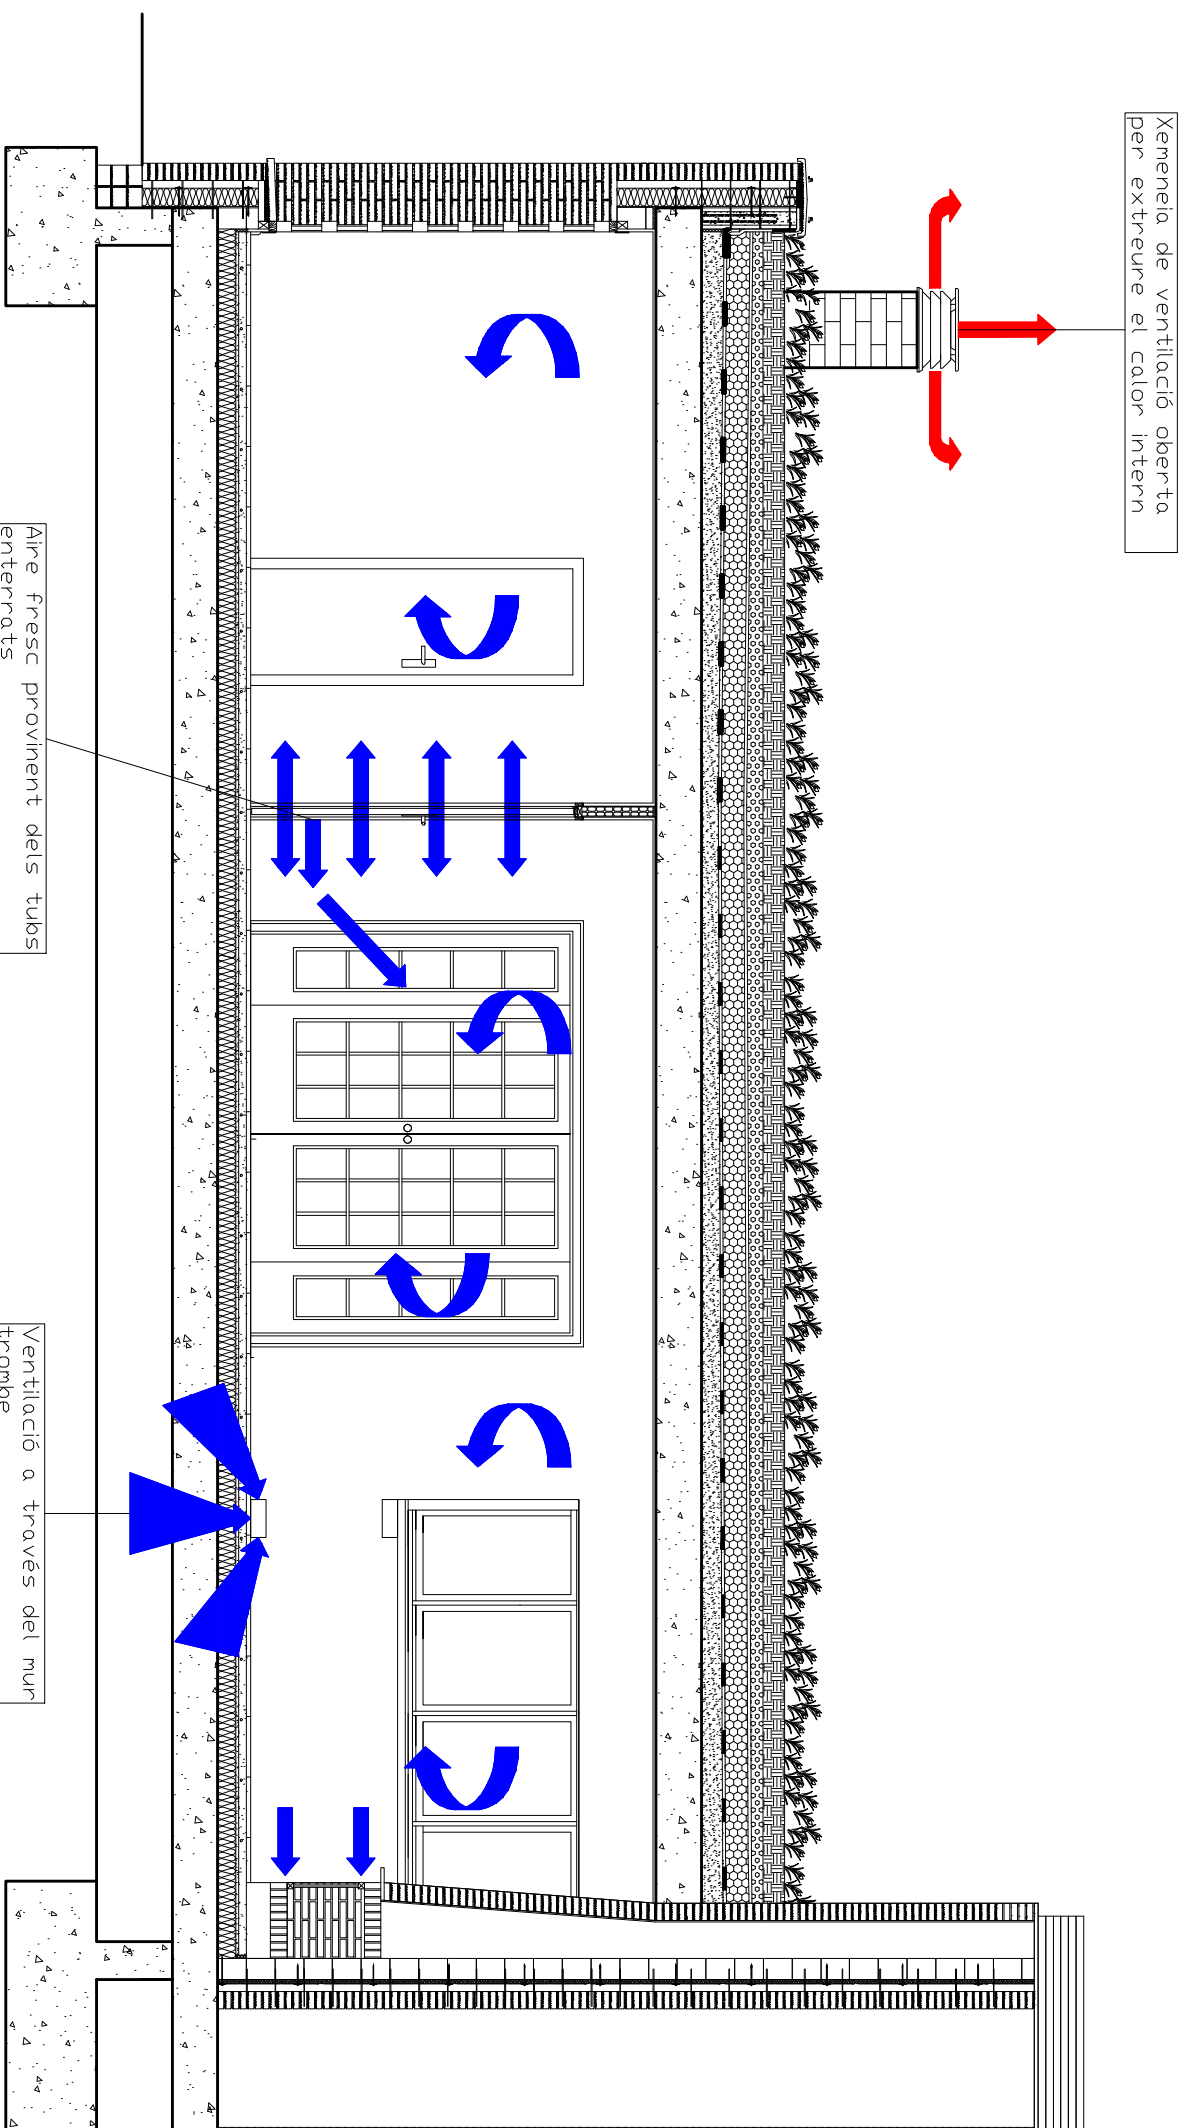 Xemeneia de ventilació oberta
per extreure el calor intern
Aire fresc provinent dels tubs
enterrats
Ventilació a través del mur
trombe